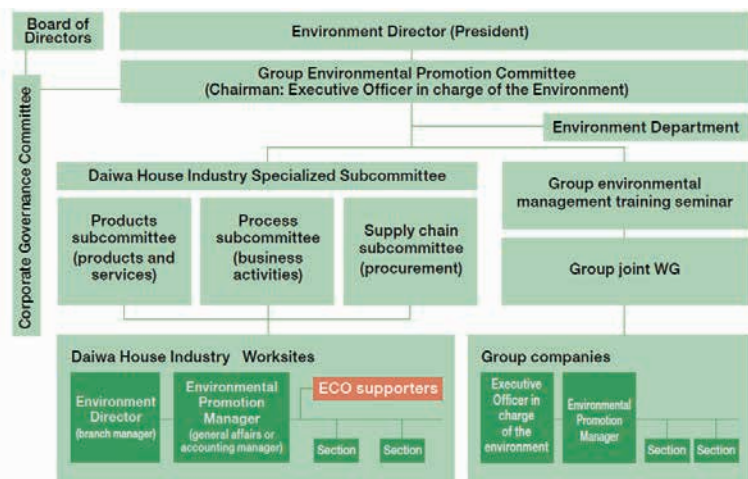 Board of
Directors
Environment Director (President)
Group Environmental Promotion Committee
(Chairman: Executive Officer in charge of the Environment)
Corporate Governance Committee
Environment Department
Daiwa House Industry Specialized Subcommittee
Products
subcommittee
(products and
services)
Process
subcommittee
(business
activities)
Supply chain
subcommittee
(procurement)
Group environmental
management training seminar
Group joint WG
Daiwa House Industry Worksites
Environment
Director
(branch manager)
Environmental
Promotion
Manager
(general affairs or
accounting manager)
ECO supporters
Section
Section
Group companies
Executive
Officer in
charge
of the
environment
Environmental
Promotion
Manager
Section
Section